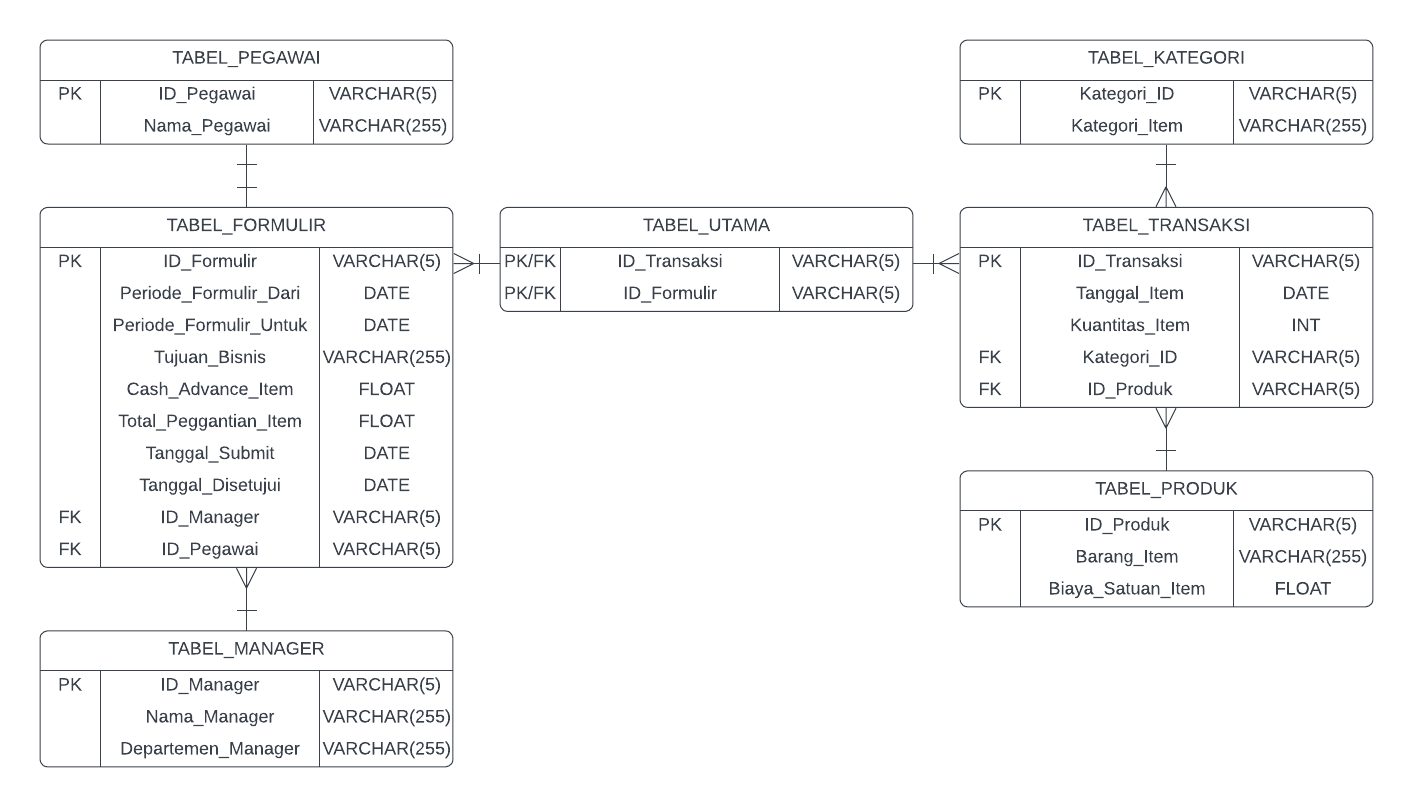 TABEL_PEGAWAI
PK ID_Pegawai VARCHAR(5)
Nama_Pegawai VARCHAR(255)
TABEL_FORMULIR
PK ID_Formulir VARCHAR(5)
Periode_Formulir_Dari DATE
Periode_Formulir_Untuk DATE
Tujuan_Bisnis VARCHAR(255)
Cash_Advance_Item FLOAT
Total_Peggantian_Item FLOAT
Tanggal_Submit DATE
Tanggal_Disetujui DATE
FK ID_Manager VARCHAR(5)
FK ID_Pegawai VARCHAR(5)
TABEL_MANAGER
PK ID_Manager VARCHAR(5)
Nama_Manager VARCHAR(255)
Departemen_Manager VARCHAR(255)
TABEL_UTAMA
PK/FK ID_Transaksi VARCHAR(5)
PK/FK ID_Formulir VARCHAR(5)
TABEL_KATEGORI
PK Kategori_ID VARCHAR(5)
Kategori_Item VARCHAR(255)
TABEL_TRANSAKSI
PK ID_Transaksi VARCHAR(5)
Tanggal_Item DATE
Kuantitas_Item INT
FK Kategori_ID VARCHAR(5)
FK ID_Produk VARCHAR(5)
TABEL_PRODUK
PK ID_Produk VARCHAR(5)
Barang_Item VARCHAR(255)
Biaya_Satuan_Item FLOAT